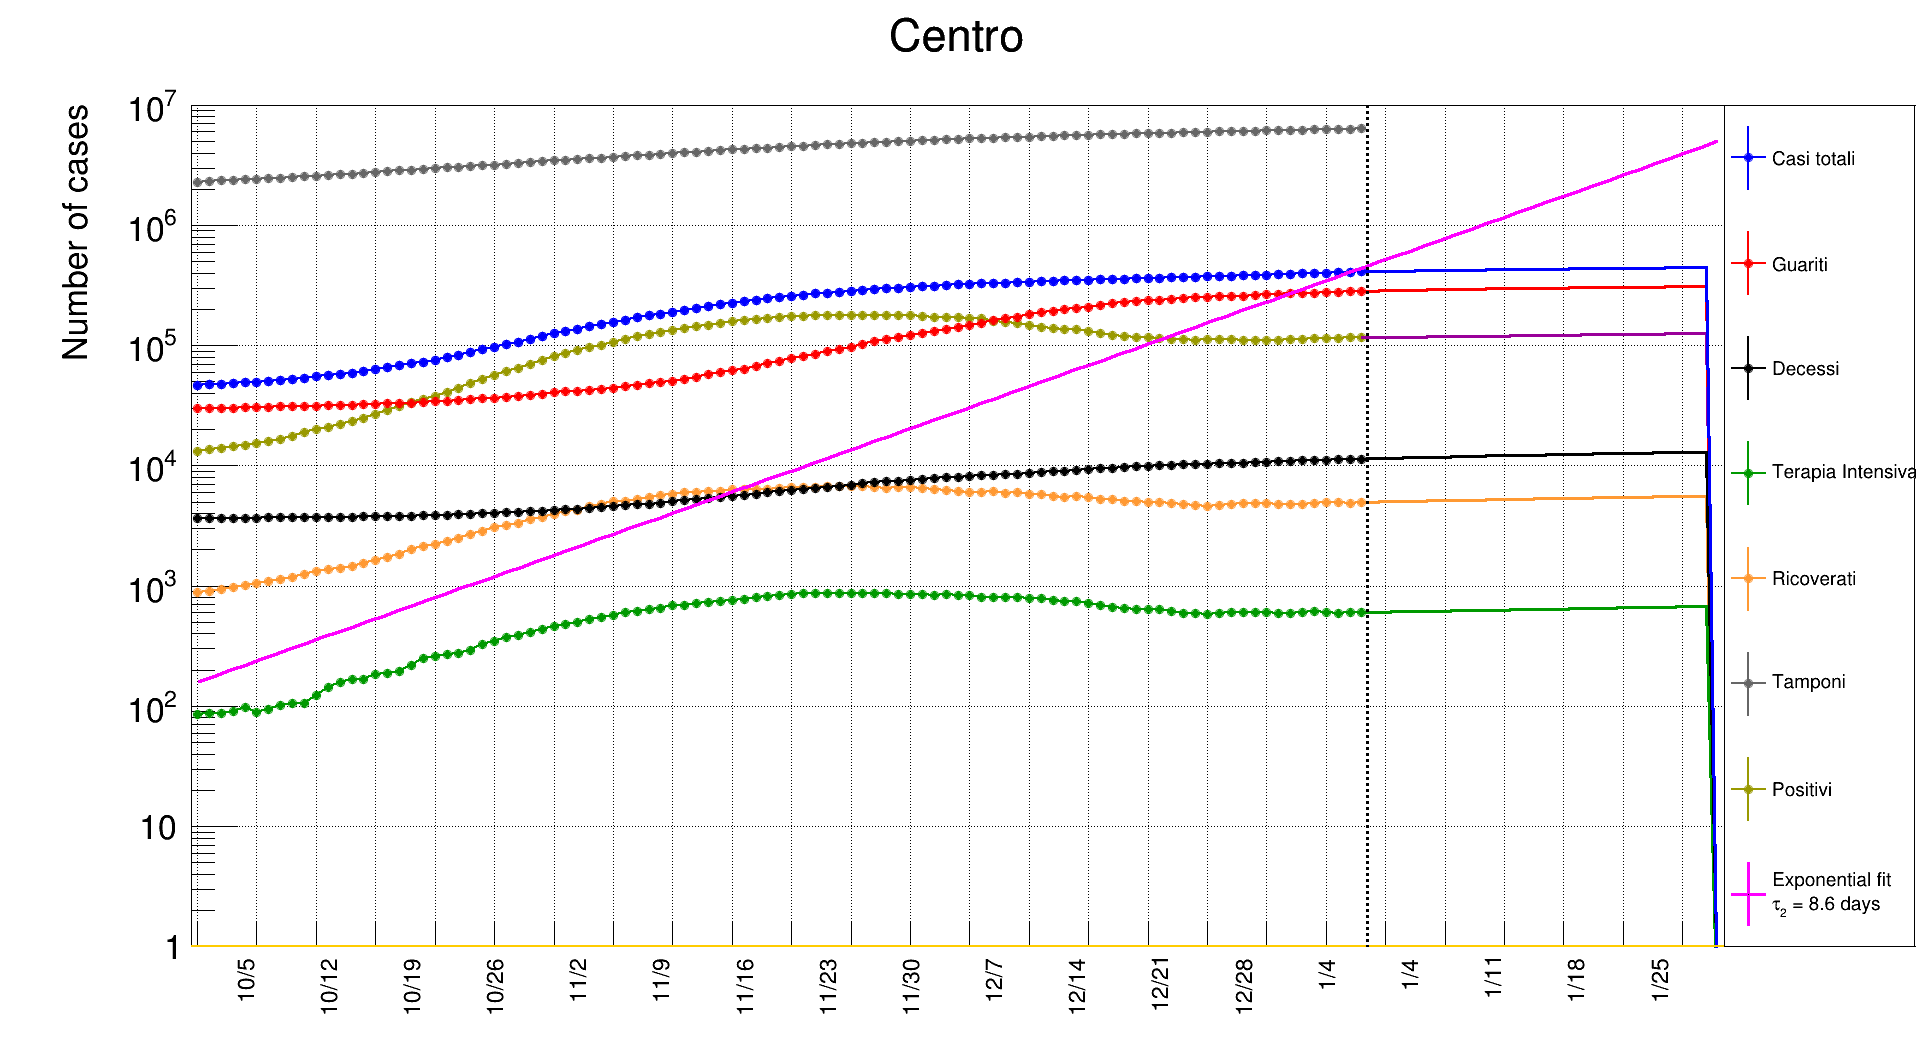 Centro
Number of cases
10^7
10^6
10^5
10^4
10^3
10^2
10
1
10/5
10/12
10/19
10/26
11/2
11/9
11/16
11/23
11/30
12/7
12/14
12/21
12/28
1/4
1/4
1/11
1/18
1/25
Casi totali
Guariti
Decessi
Terapia Intensiva
Ricoverati
Tamponi
Positivi
Exponential fit
τ_2 = 8.6 days